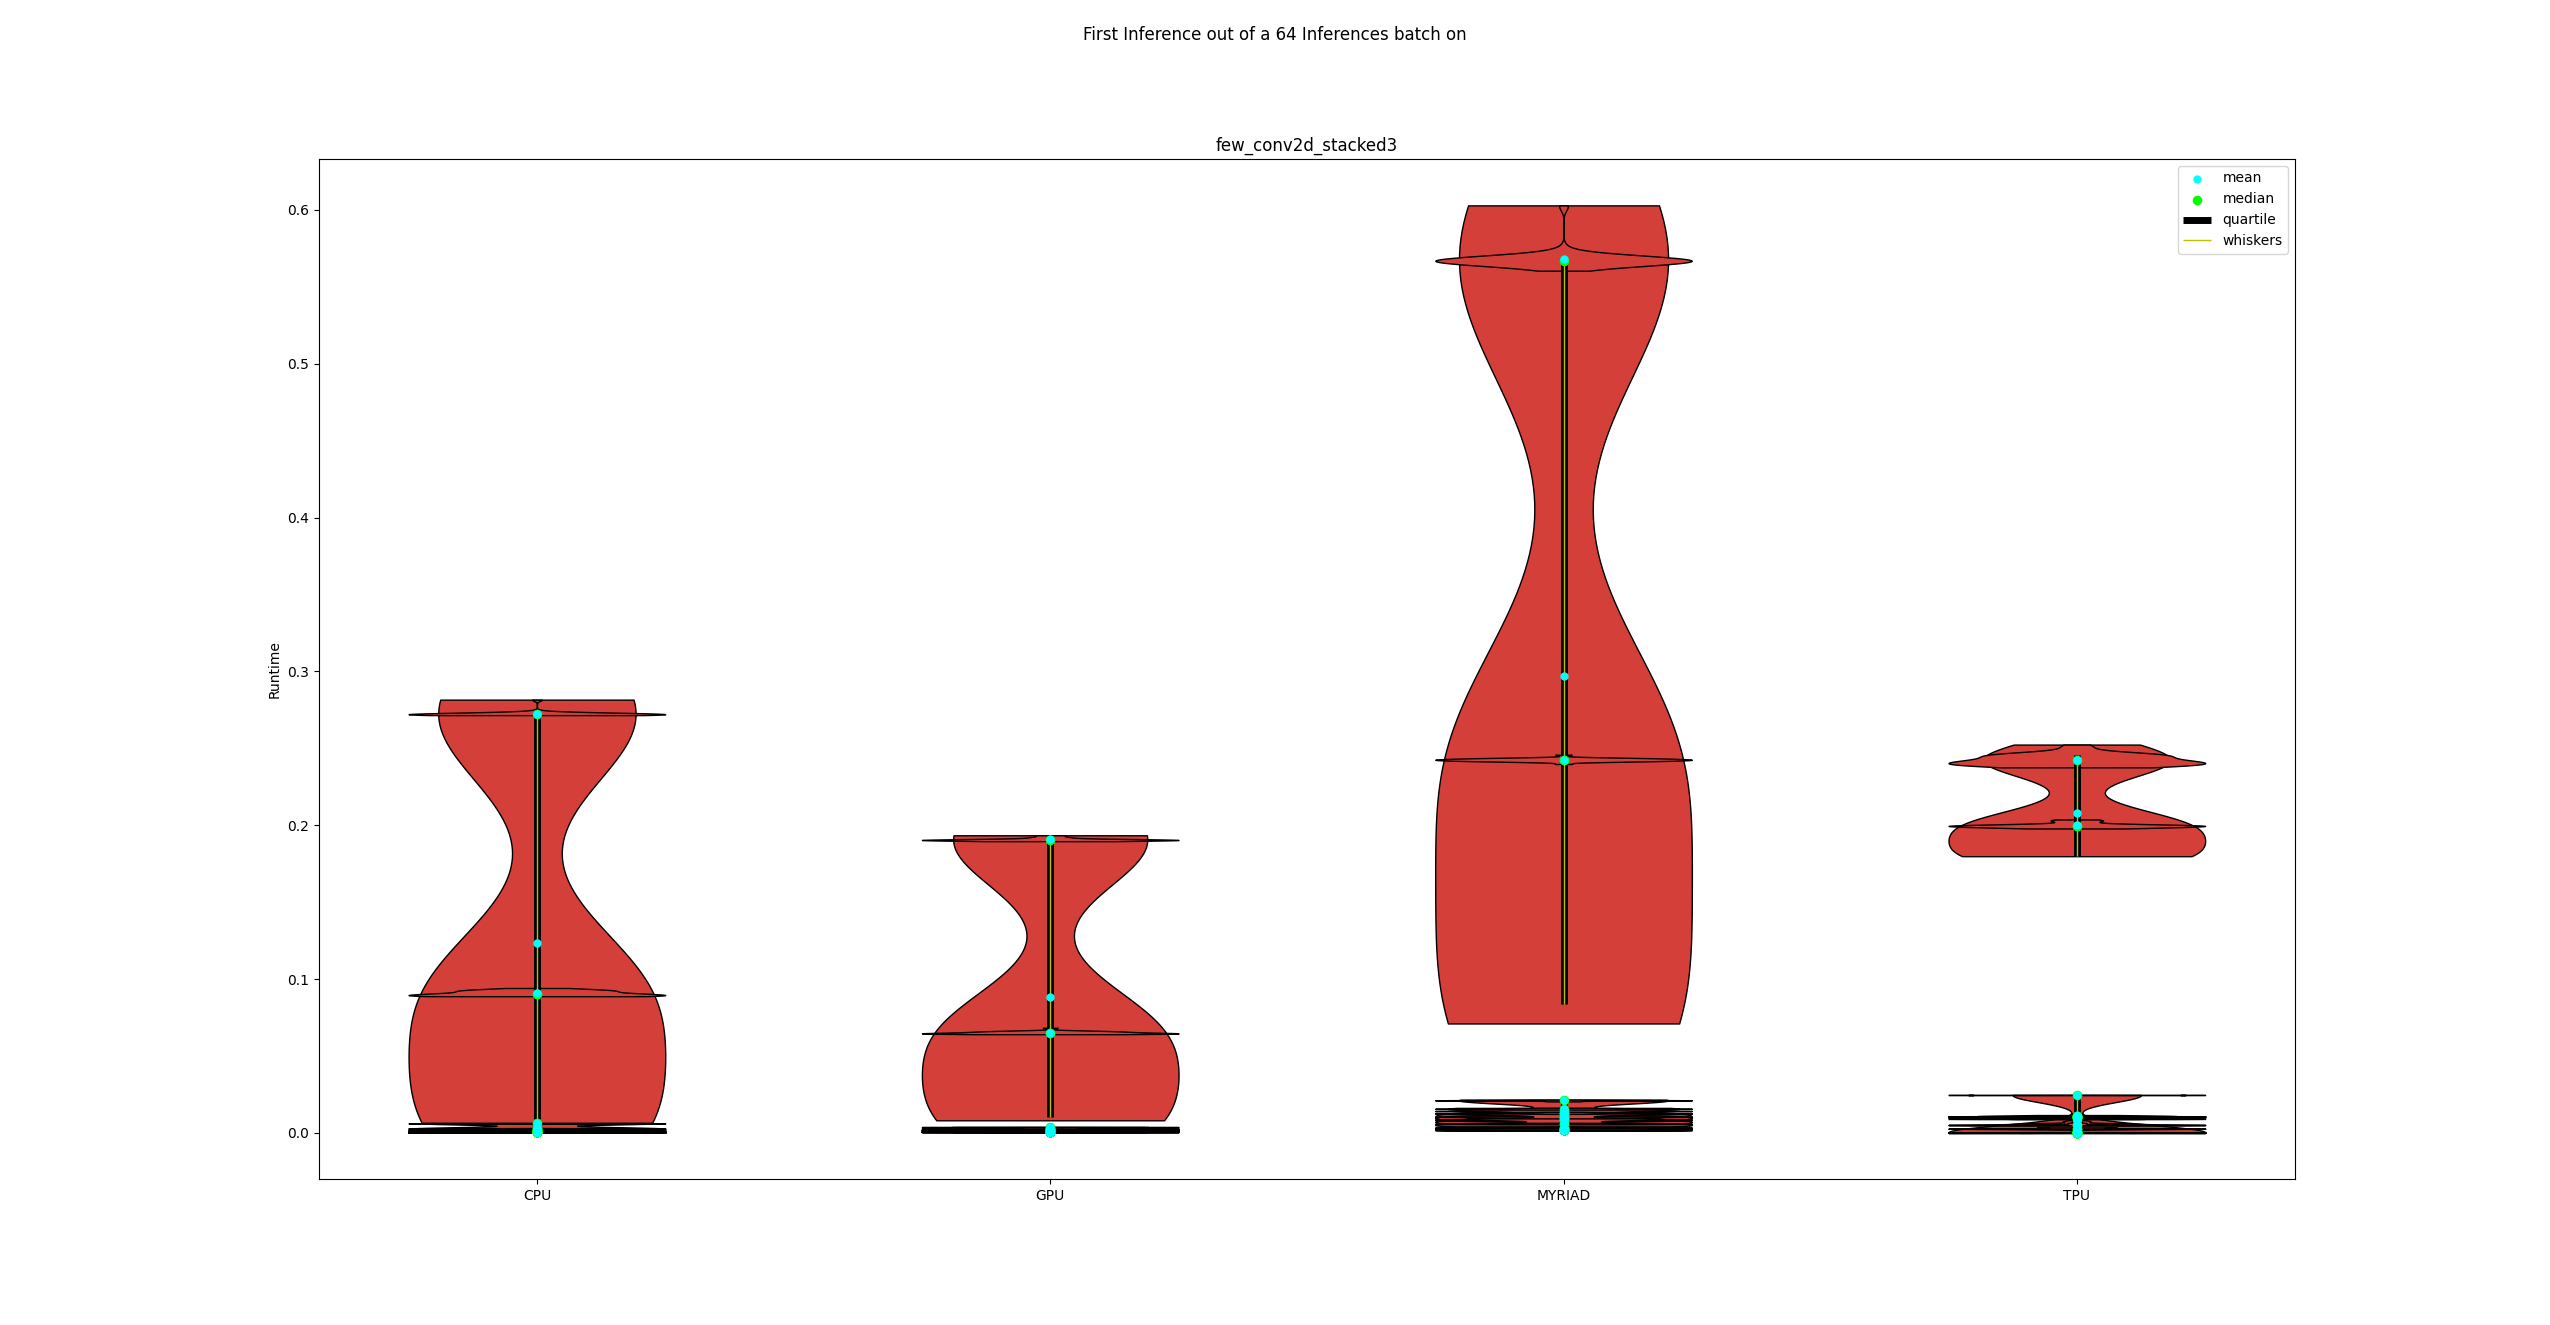 First Inference out of a 64 Inferences batch on
few_conv2d_stacked3
mean
median
quartile
whiskers
Runtime
0.6
0.5
0.4
0.3
0.2
0.1
0.0
CPU
GPU
MYRIAD
TPU